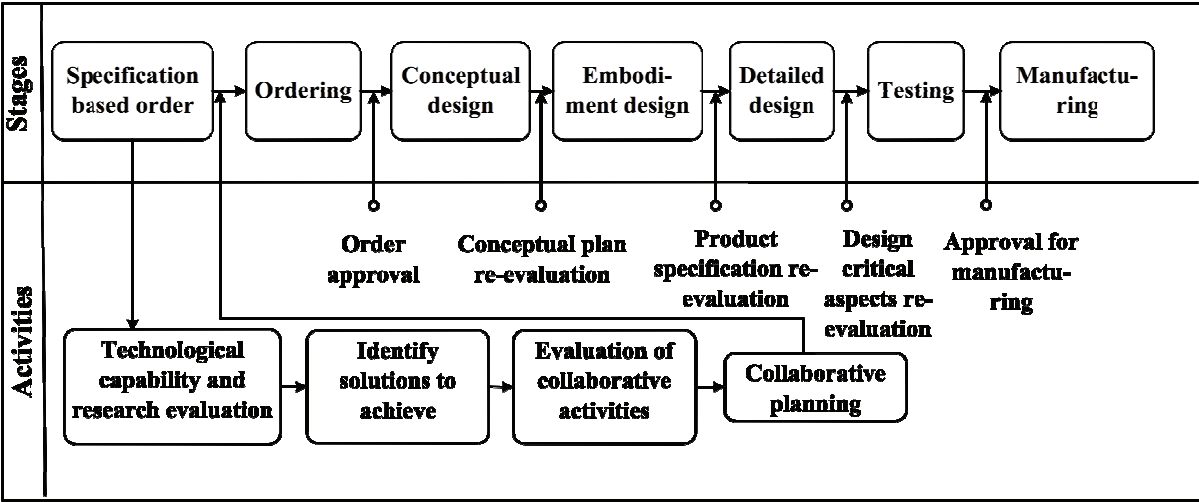 Stages
Specification
based order
Ordering
Conceptual
design
Embodi-
ment design
Detailed
design
Testing
Manufactu-
ring
Activities
Order
approval
Conceptual plan
re-evaluation
Product
specification re-
evaluation
Design
critical
aspects re-
evaluation
Approval for
manufactu-
ring
Technological
capability and
research evaluation
Identify
solutions to
achieve
Evaluation of
collaborative
activities
Collaborative
planning